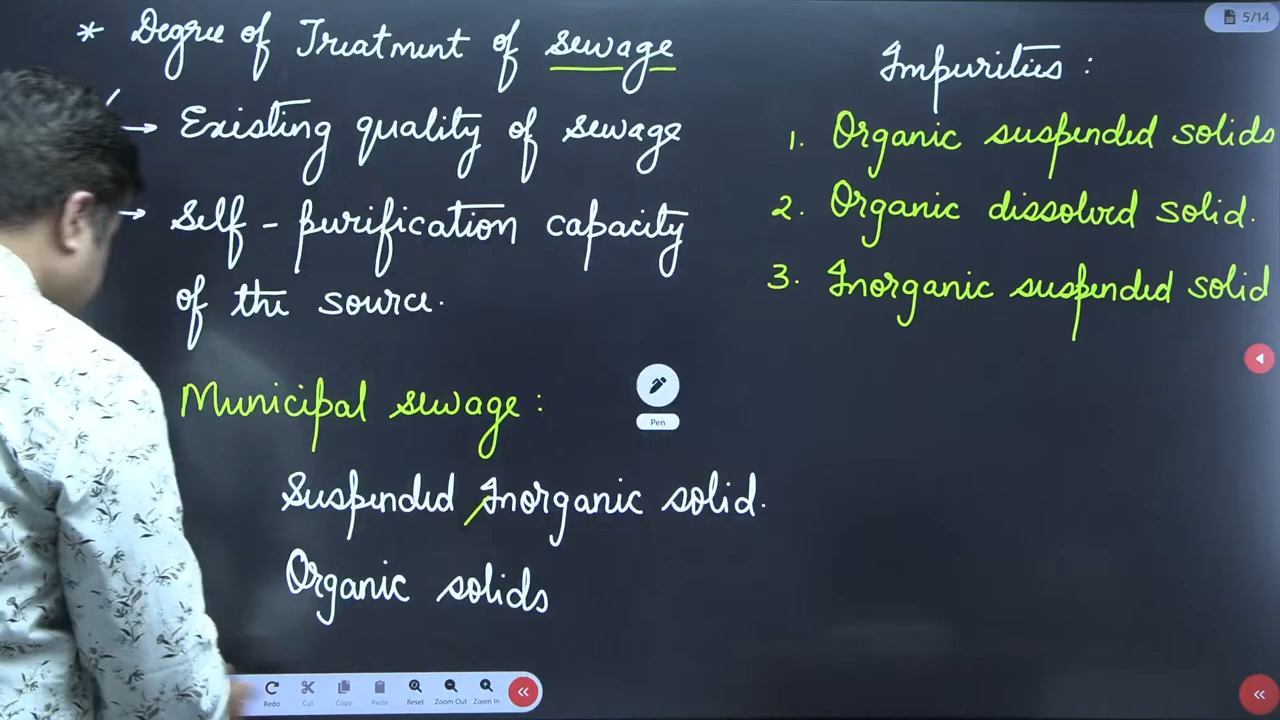 * Degree of Treatment of sewage
→ Existing quality of sewage
→ Self - purification capacity
of the source.
Municipal sewage :
Suspended Inorganic solid.
Organic solids
Impurities :
1. Organic suspended solids
2. Organic dissolved solid.
3. Inorganic suspended solid
5/14
Pen
Redo
Cut
Copy
Paste
Reset
Zoom Out
Zoom In